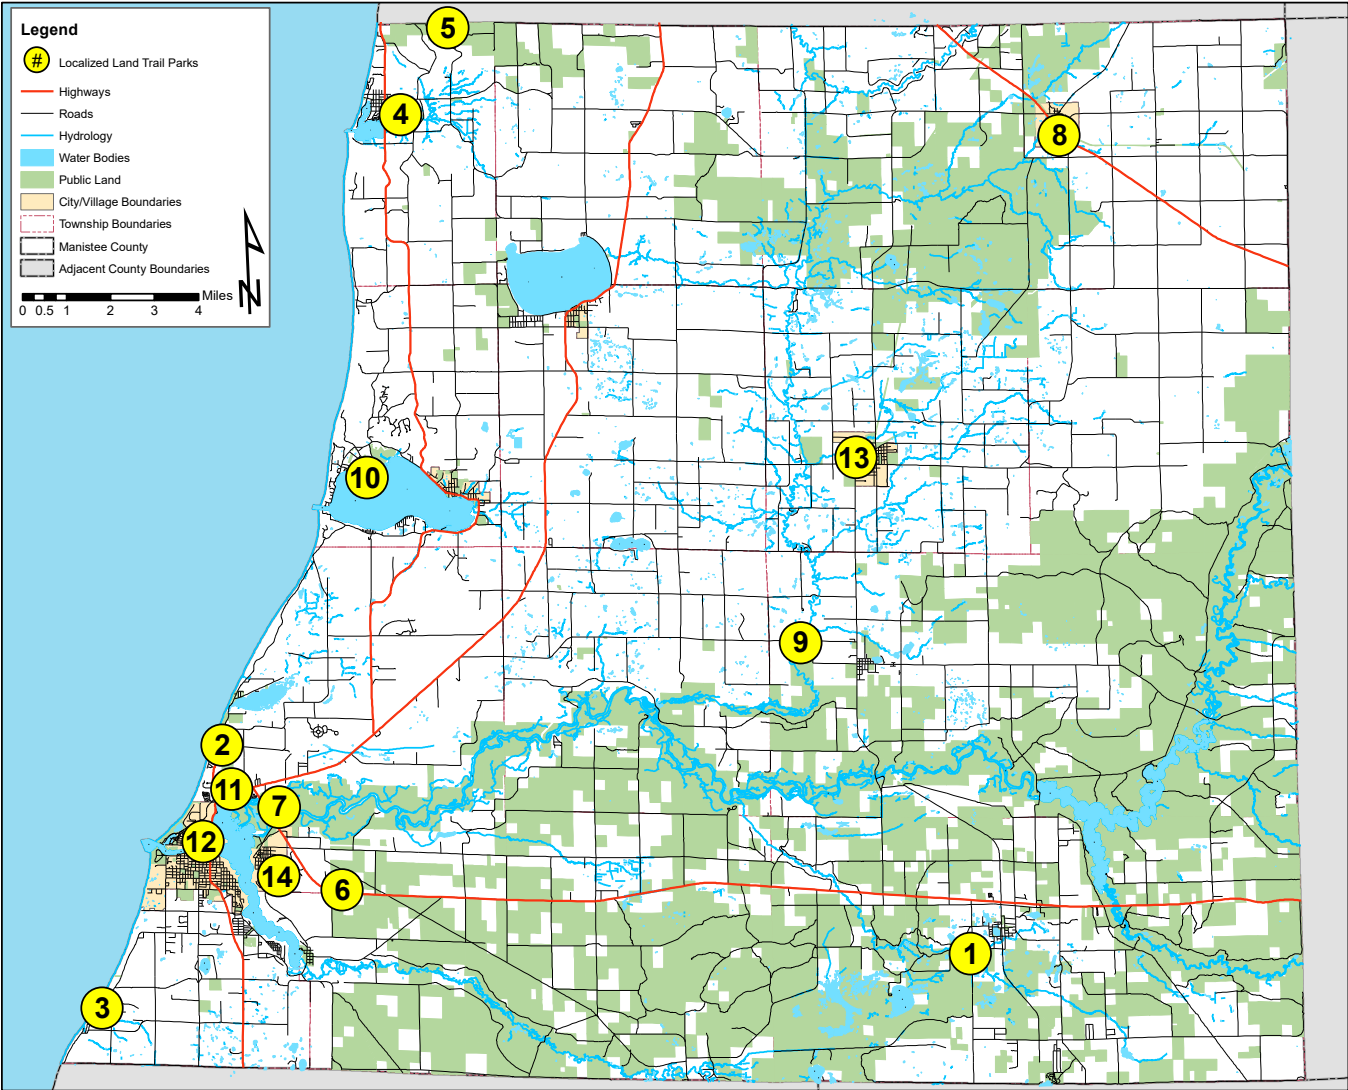 Legend
# Localized Land Trail Parks
Highways
Roads
Hydrology
Water Bodies
Public Land
City/Village Boundaries
Township Boundaries
Manistee County
Adjacent County Boundaries
Miles
0 0.5 1 2 3 4
N
5
4
8
13
10
9
2
11
7
12
14
6
1
3